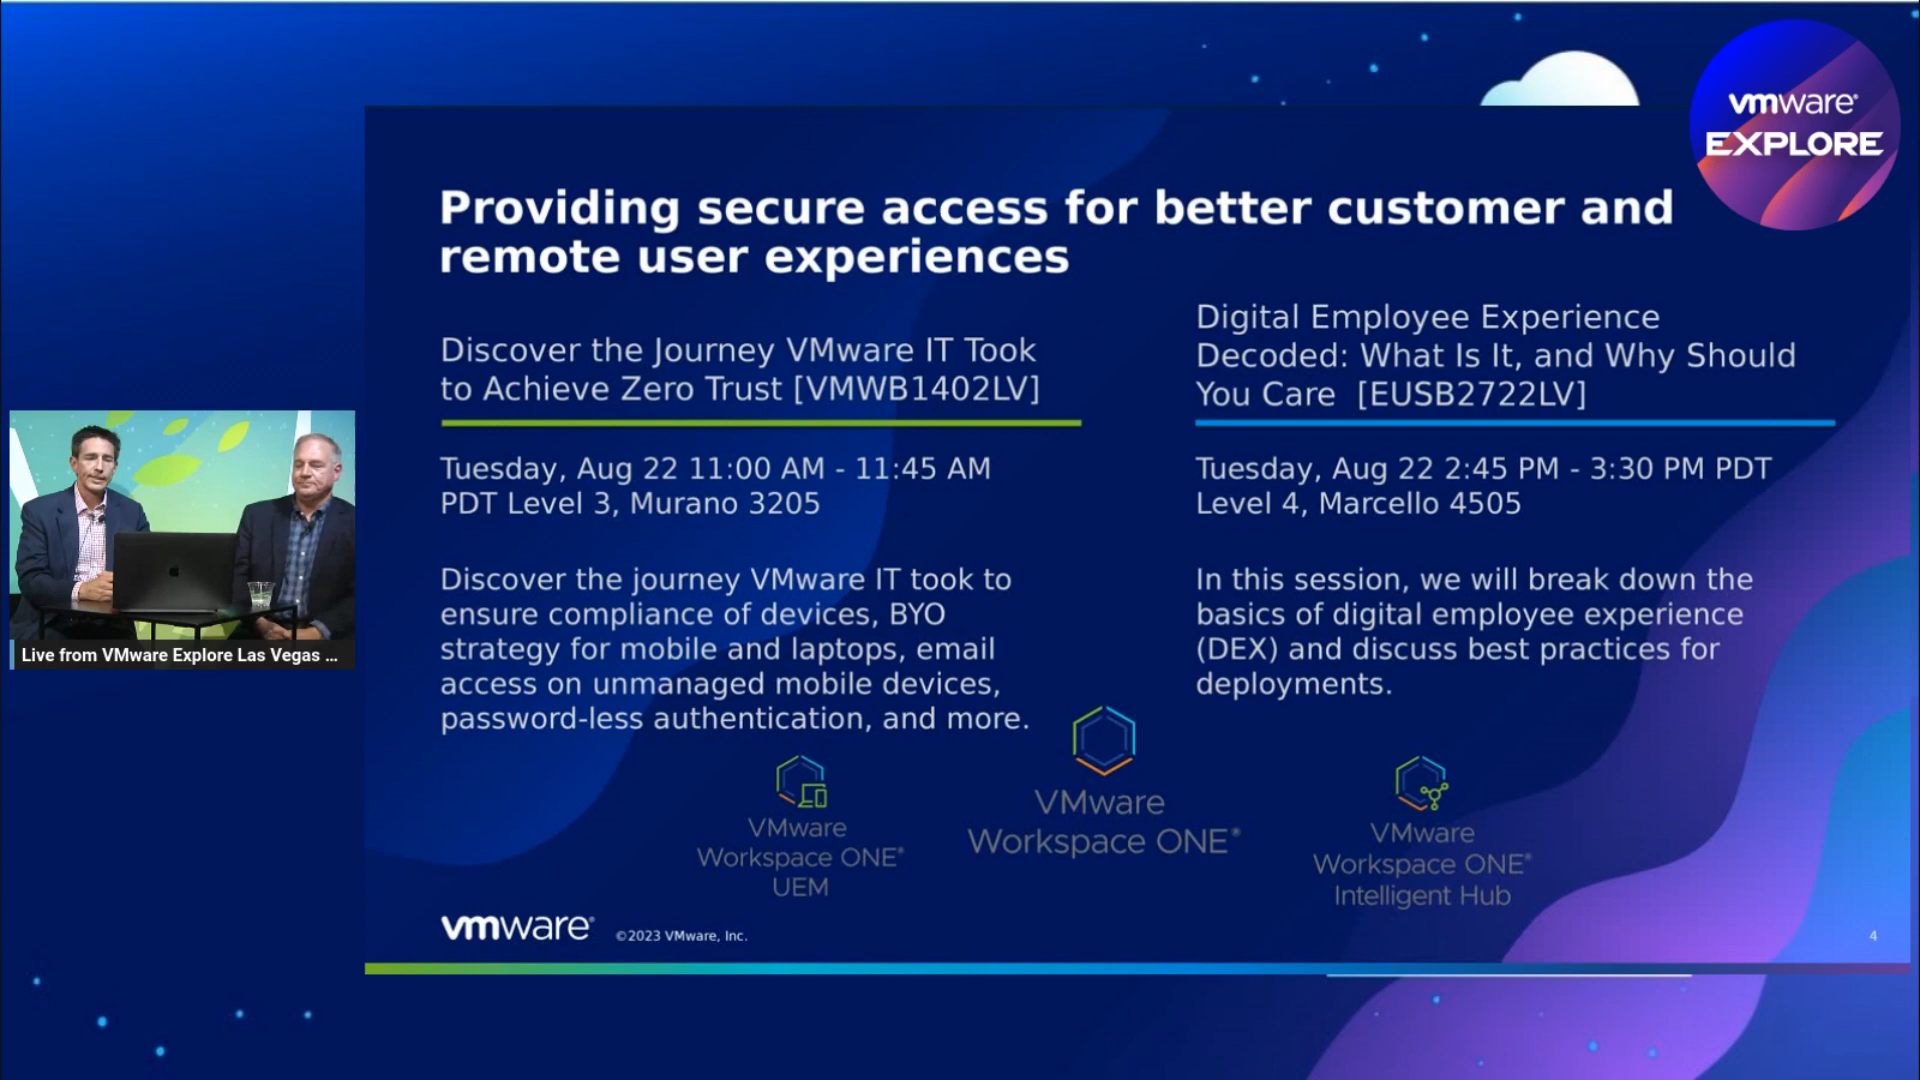 vmware®
EXPLORE
Providing secure access for better customer and
remote user experiences
Discover the Journey VMware IT Took
to Achieve Zero Trust [VMWB1402LV]
Tuesday, Aug 22 11:00 AM - 11:45 AM
PDT Level 3, Murano 3205
Discover the journey VMware IT took to
ensure compliance of devices, BYO
strategy for mobile and laptops, email
access on unmanaged mobile devices,
password-less authentication, and more.
Digital Employee Experience
Decoded: What Is It, and Why Should
You Care  [EUSB2722LV]
Tuesday, Aug 22 2:45 PM - 3:30 PM PDT
Level 4, Marcello 4505
In this session, we will break down the
basics of digital employee experience
(DEX) and discuss best practices for
deployments.
Live from VMware Explore Las Vegas ...
VMware
Workspace ONE®
UEM
VMware
Workspace ONE®
VMware
Workspace ONE®
Intelligent Hub
vmware®
©2023 VMware, Inc.
4